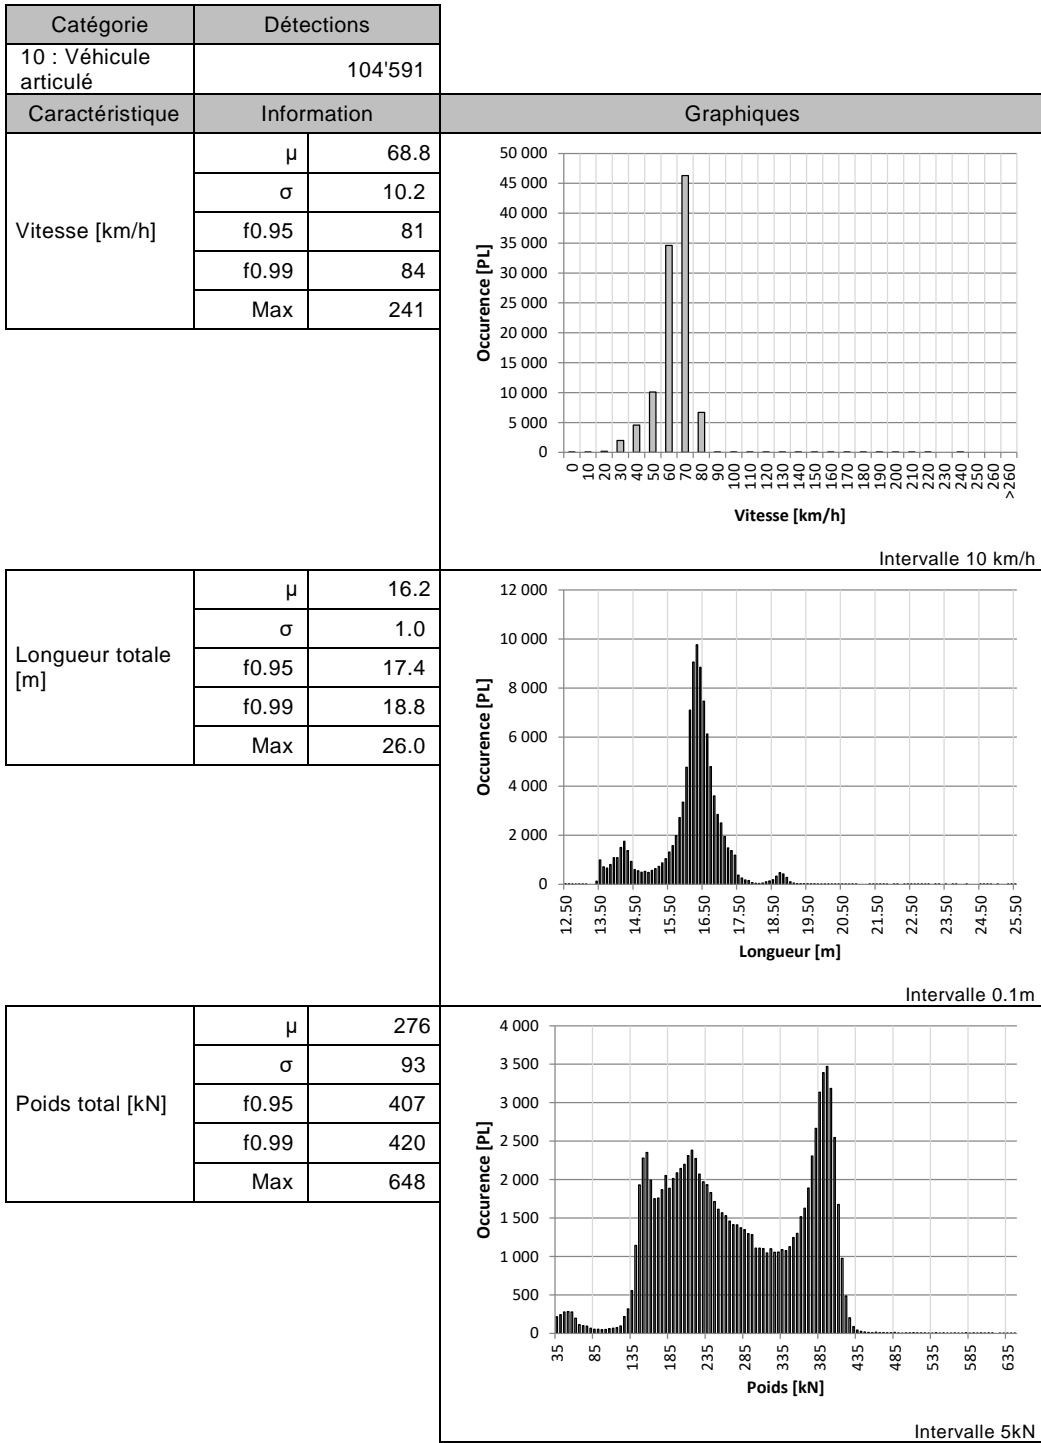 Catégorie Détections
10 : Véhicule
articulé
104'591
Caractéristique Information Graphiques
Vitesse [km/h]
µ 68.8
σ 10.2
f0.95 81
f0.99 84
Max 241
50 000
45 000
40 000
35 000
30 000
25 000
20 000
15 000
10 000
5 000
0
Occurence [PL]
0 10 20 30 40 50 60 70 80 90 100 110 120 130 140 150 160 170 180 190 200 210 220 230 240 250 260 >260
Vitesse [km/h]
Intervalle 10 km/h
Longueur totale
[m]
µ 16.2
σ 1.0
f0.95 17.4
f0.99 18.8
Max 26.0
12 000
10 000
8 000
6 000
4 000
2 000
0
Occurence [PL]
12.50 13.50 14.50 15.50 16.50 17.50 18.50 19.50 20.50 21.50 22.50 23.50 24.50 25.50
Longueur [m]
Intervalle 0.1m
Poids total [kN]
µ 276
σ 93
f0.95 407
f0.99 420
Max 648
4 000
3 500
3 000
2 500
2 000
1 500
1 000
500
0
Occurence [PL]
35 85 135 185 235 285 335 385 435 485 535 585 635
Poids [kN]
Intervalle 5kN